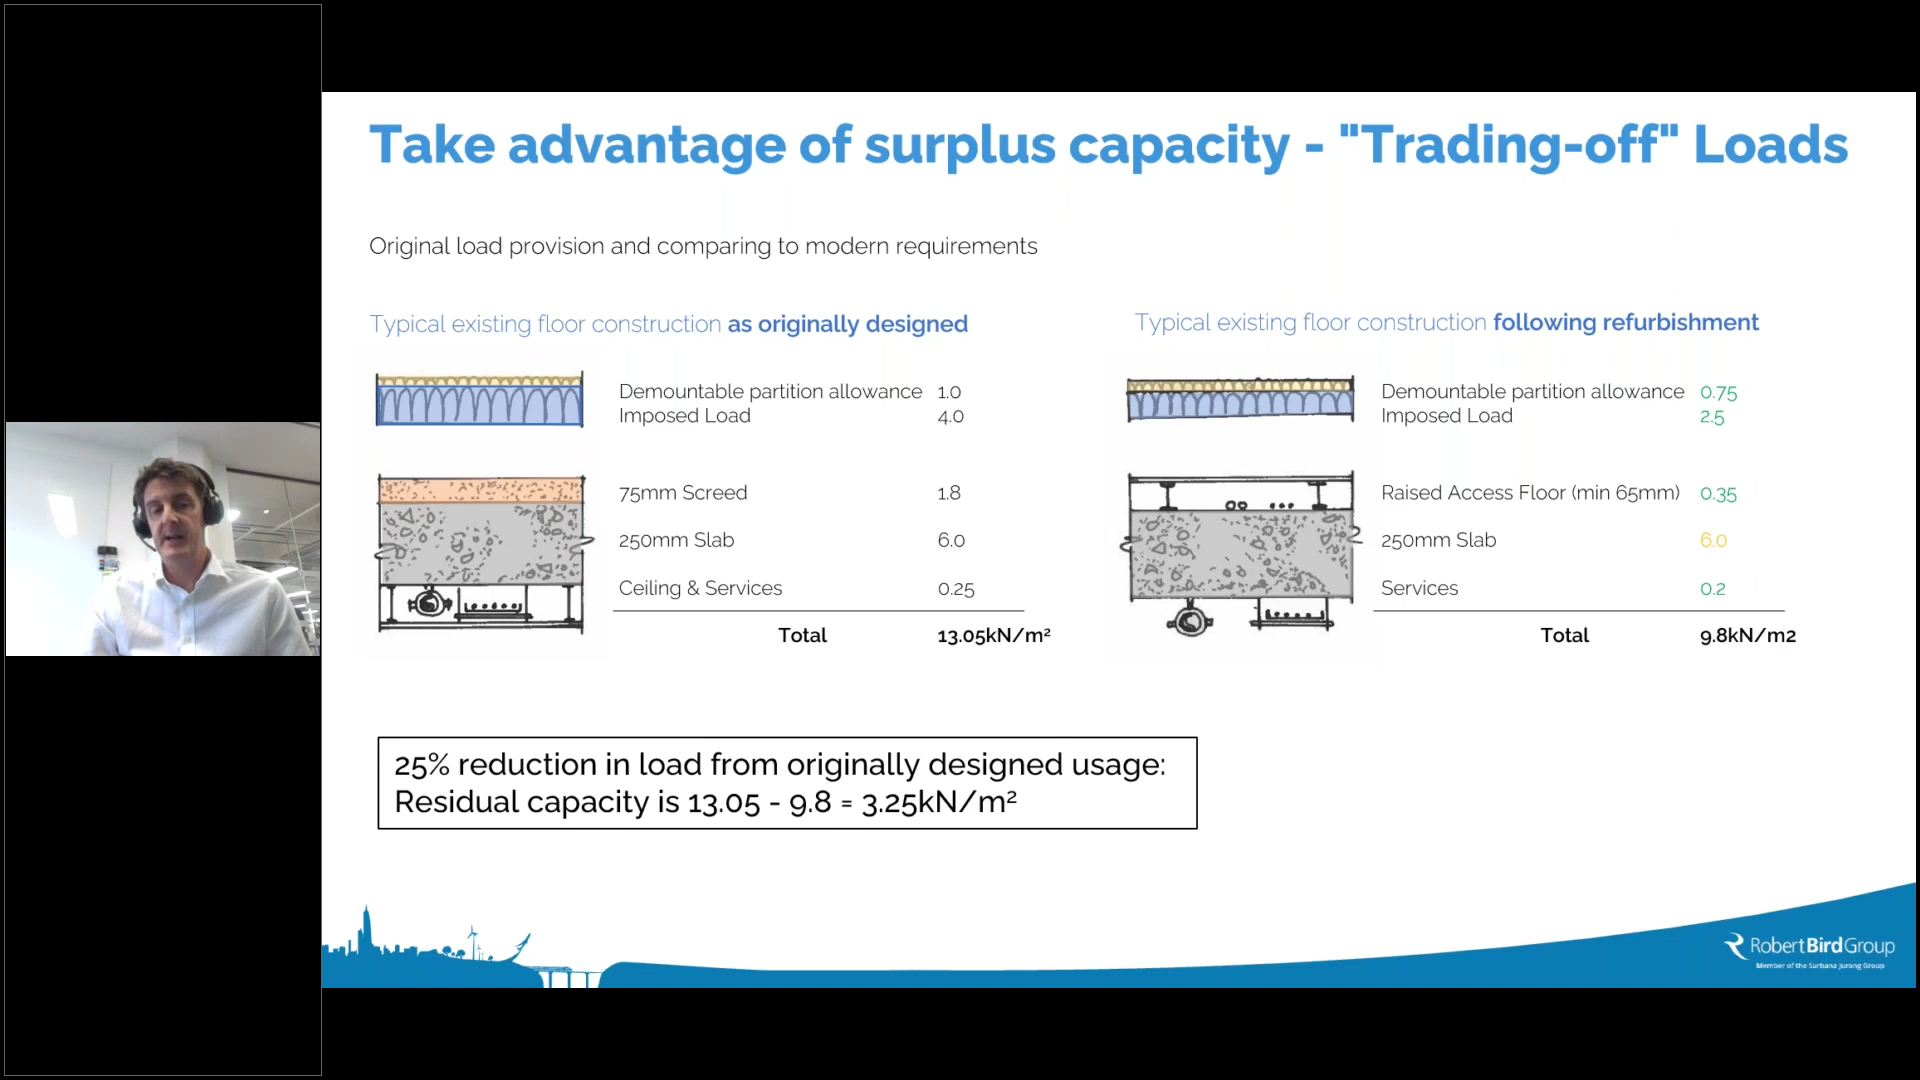 Take advantage of surplus capacity - "Trading-off" Loads
Original load provision and comparing to modern requirements
Typical existing floor construction as originally designed
Demountable partition allowance 1.0
Imposed Load 4.0
75mm Screed 1.8
250mm Slab 6.0
Ceiling & Services 0.25
Total 13.05kN/m²
Typical existing floor construction following refurbishment
Demountable partition allowance 0.75
Imposed Load 2.5
Raised Access Floor (min 65mm) 0.35
250mm Slab 6.0
Services 0.2
Total 9.8kN/m2
25% reduction in load from originally designed usage:
Residual capacity is 13.05 - 9.8 = 3.25kN/m²
RobertBirdGroup
Member of the Surbana Jurong Group